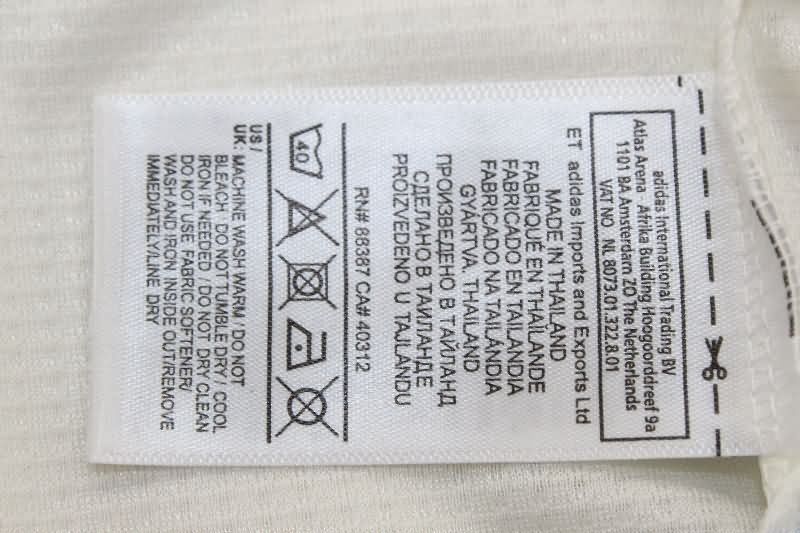 adidas International Trading BV
Atlas Arena Afrika Building Hoogoorddreef 9a
1101 BA Amsterdam ZO The Netherlands
VAT NO NL 8073.01.322.8.01
ET adidas Imports and Exports Ltd
MADE IN THAILAND
FABRIQUÉ EN THAÏLANDE
FABRICADO EN TAILANDIA
FABRICADO NA TAILÂNDIA
GYÁRTVA. THAILAND
ПРОИЗВЕДЕНО В ТАЙЛАНД
СДЕЛАНО В ТАИЛАНДЕ
PROIZVEDENO U TAJLANDU
RN# 88387 CA# 40312
40
US /
UK: MACHINE WASH WARM / DO NOT
BLEACH DO NOT TUMBLE DRY / COOL
IRON IF NEEDED / DO NOT DRY CLEAN
DO NOT USE FABRIC SOFTENER/
WASH AND IRON INSIDE OUT/REMOVE
IMMEDIATELY/LINE DRY